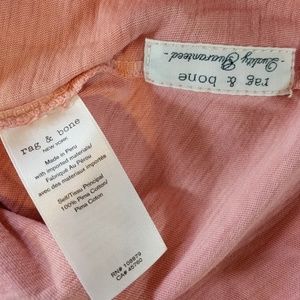 rag & bone
- Quality Guaranteed -
rag & bone
NEW YORK
Made in Peru
with imported materials/
Fabriqué Au Pérou
avec des matériaux importés
Self/Tissu Principal
100% Pima Cotton/
Pima Coton
RN# 108879
CA# 45760